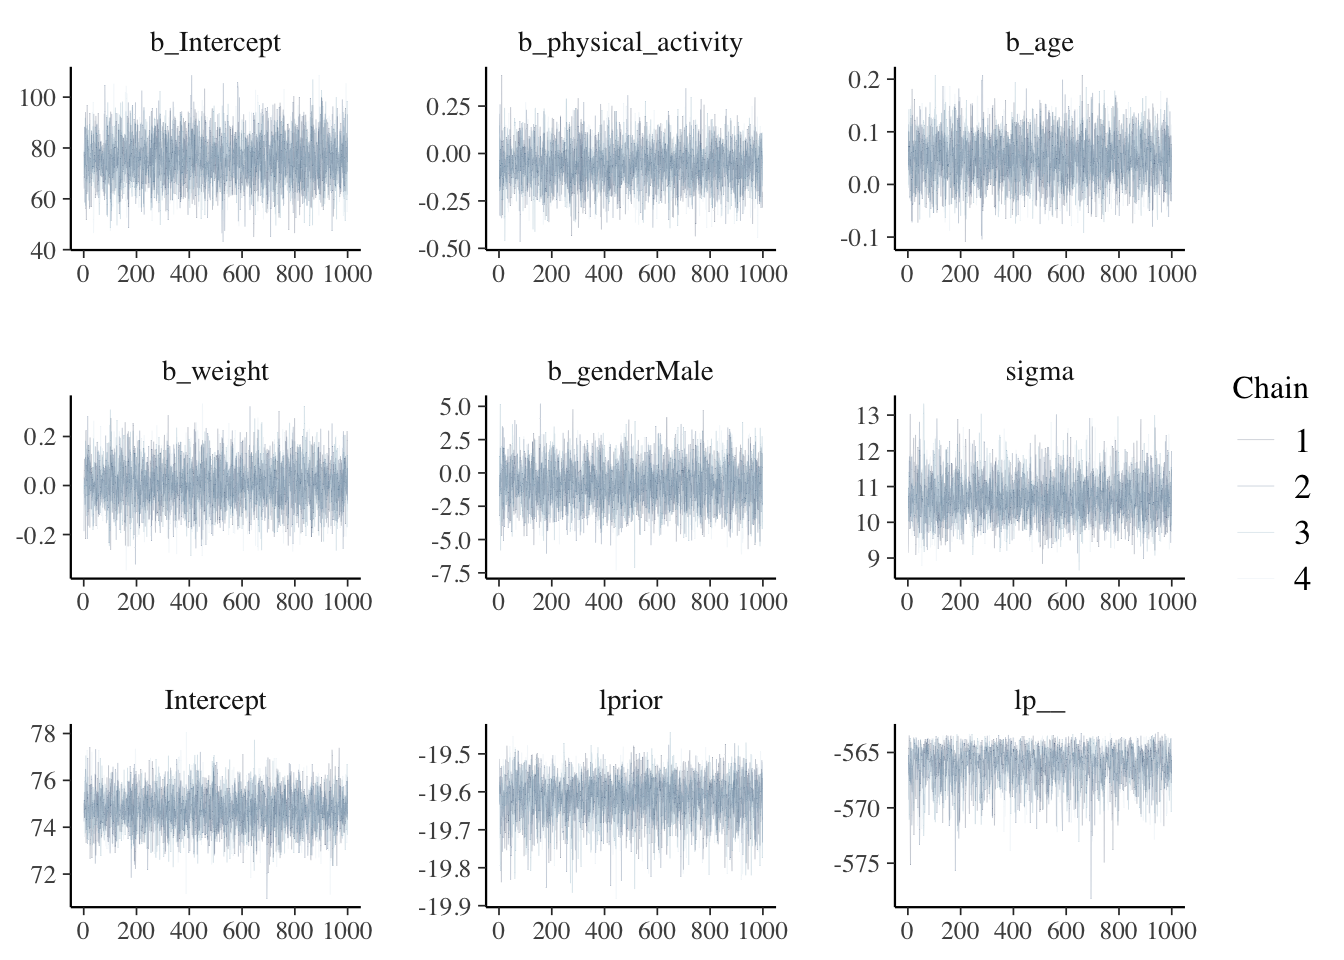 b_Intercept
100
80
60
40
0 200 400 600 800 1000
b_physical_activity
0.25
0.00
-0.25
-0.50
0 200 400 600 800 1000
b_age
0.2
0.1
0.0
-0.1
0 200 400 600 800 1000
b_weight
0.2
0.0
-0.2
0 200 400 600 800 1000
b_genderMale
5.0
2.5
0.0
-2.5
-5.0
-7.5
0 200 400 600 800 1000
sigma
13
12
11
10
9
0 200 400 600 800 1000
Chain
1
2
3
4
Intercept
78
76
74
72
0 200 400 600 800 1000
lprior
-19.5
-19.6
-19.7
-19.8
-19.9
0 200 400 600 800 1000
lp__
-565
-570
-575
0 200 400 600 800 1000